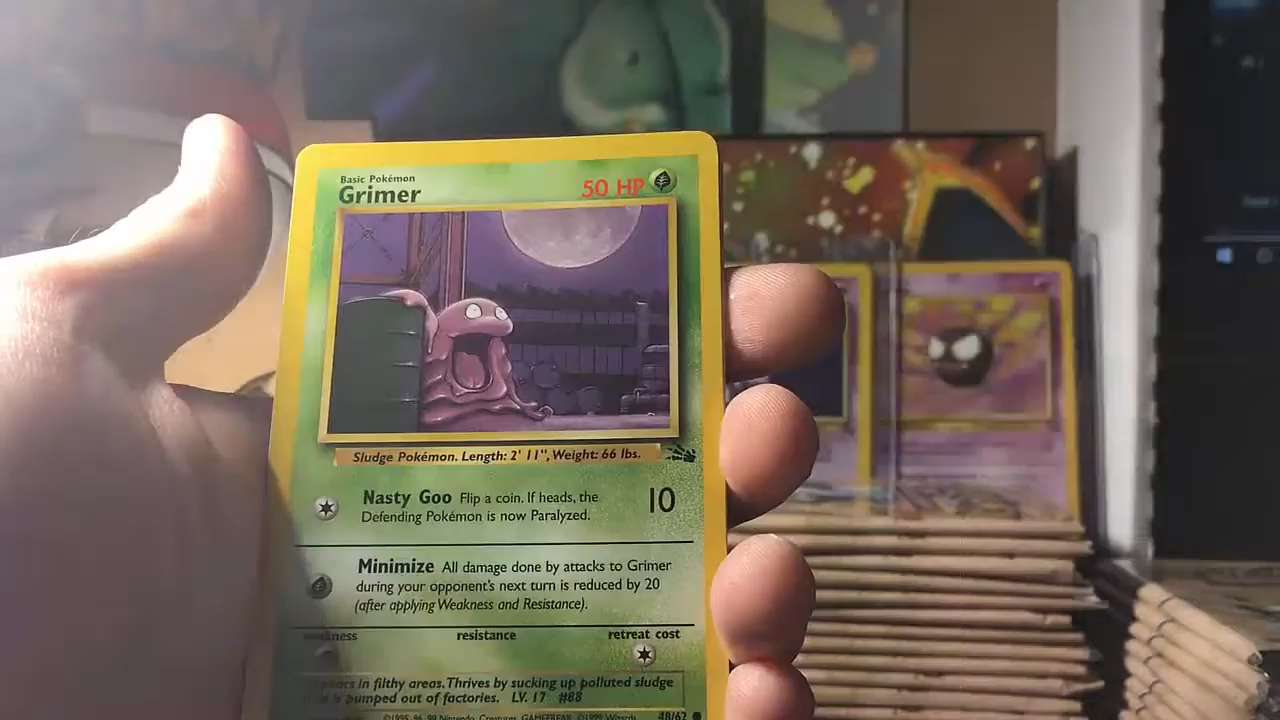 Basic Pokémon
Grimer
50 HP
Sludge Pokémon. Length: 2' 11", Weight: 66 lbs.
Nasty Goo Flip a coin. If heads, the
Defending Pokémon is now Paralyzed.
10
Minimize All damage done by attacks to Grimer
during your opponent's next turn is reduced by 20
(after applying Weakness and Resistance).
weakness resistance retreat cost
in filthy areas. Thrives by sucking up polluted sludge
is bumped out of factories. LV. 17 #88
©1995, 96, 98 Nintendo, Creatures, GAMEFREAK. ©1999 Wizards. 48/62